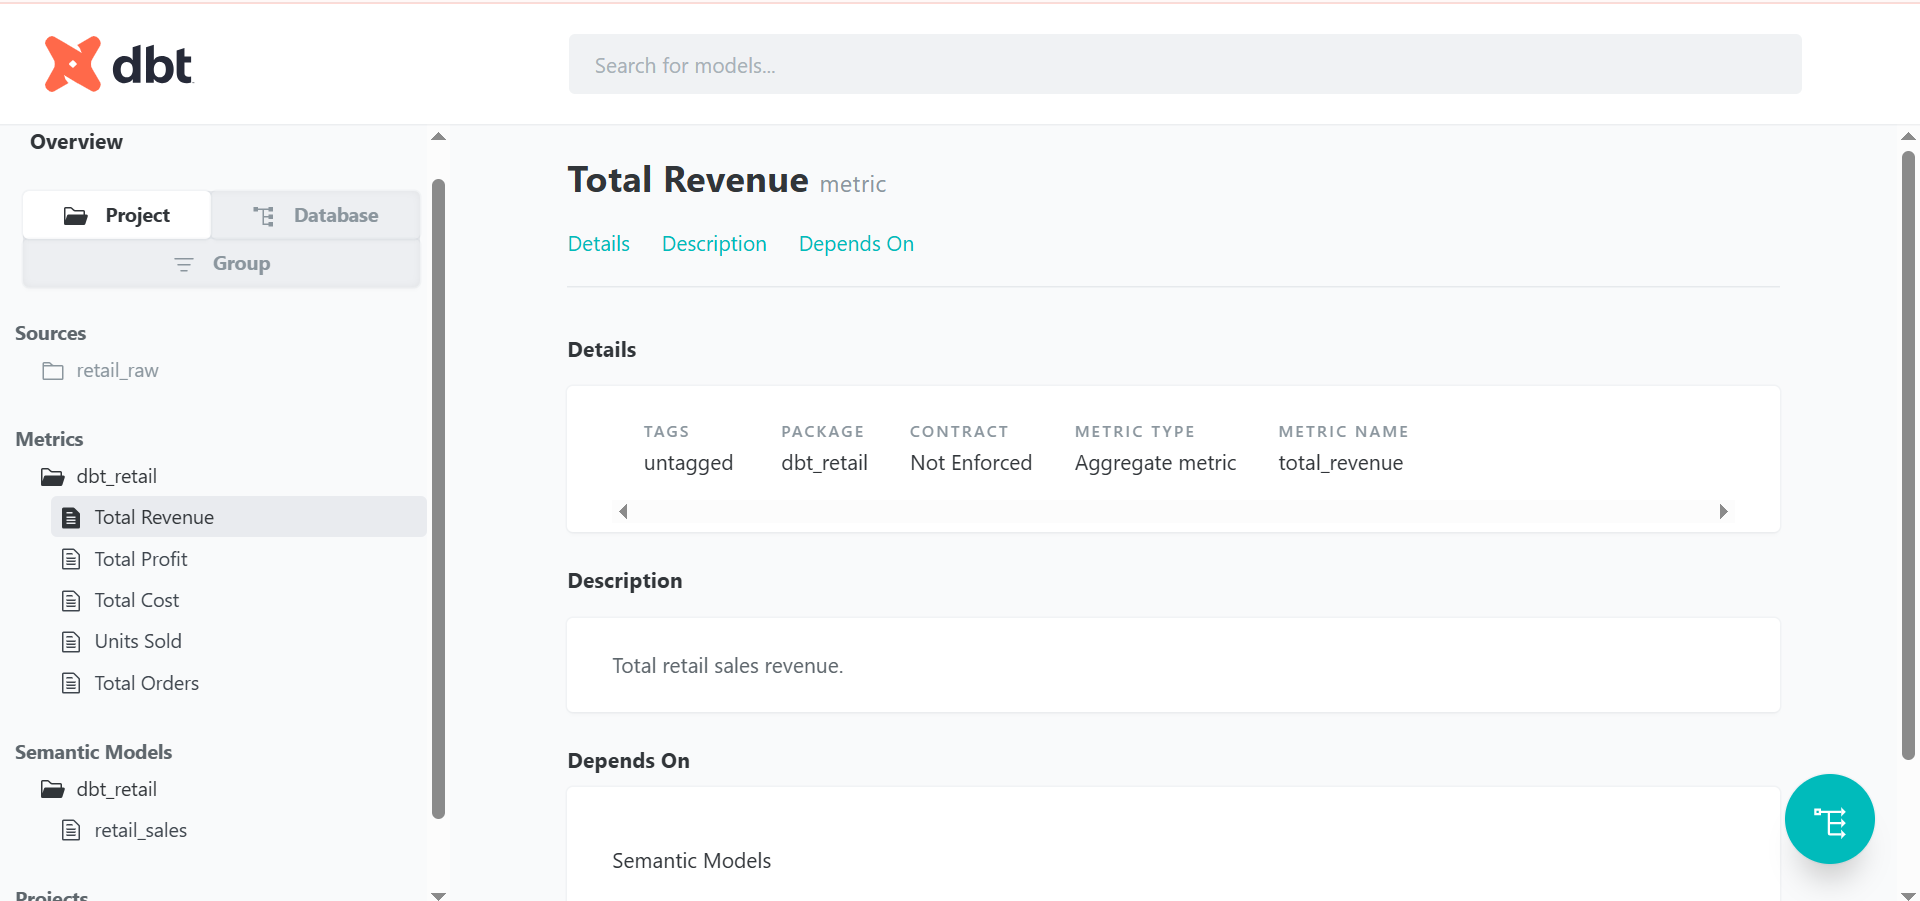 dbt
Search for models...
Overview
Project
Database
Group
Sources
retail_raw
Metrics
dbt_retail
Total Revenue
Total Profit
Total Cost
Units Sold
Total Orders
Semantic Models
dbt_retail
retail_sales
Projects
Total Revenue metric
Details Description Depends On
Details
TAGS PACKAGE CONTRACT METRIC TYPE METRIC NAME
untagged dbt_retail Not Enforced Aggregate metric total_revenue
Description
Total retail sales revenue.
Depends On
Semantic Models